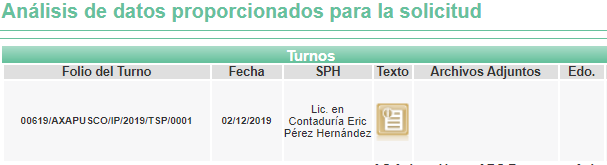 Análisis de datos proporcionados para la solicitud
Turnos
Folio del Turno Fecha SPH Texto Archivos Adjuntos Edo.
00619/AXAPUSCO/IP/2019/TSP/0001 02/12/2019 Lic. en
Contaduría Eric
Pérez Hernández